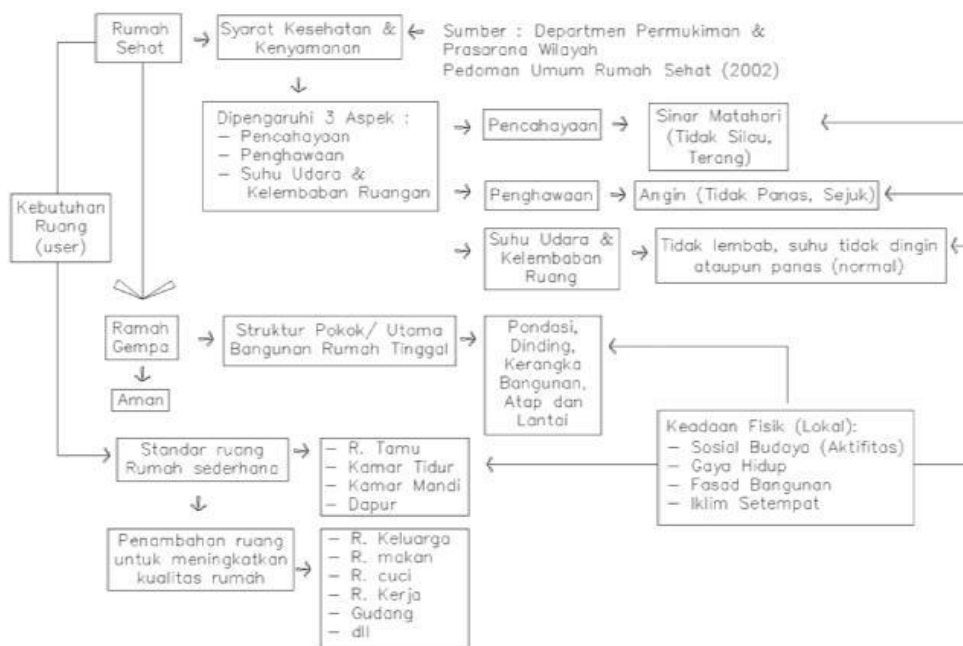 Rumah
Sehat
Syarat Kesehatan &
Kenyamanan
Sumber : Departmen Permukiman &
Prasarana Wilayah
Pedoman Umum Rumah Sehat (2002)
Dipengaruhi 3 Aspek :
– Pencahayaan
– Penghawaan
– Suhu Udara &
Kelembaban Ruangan
Pencahayaan
Sinar Matahari
(Tidak Silau,
Terang)
Penghawaan
Angin (Tidak Panas, Sejuk)
Suhu Udara &
Kelembaban
Ruang
Tidak lembab, suhu tidak dingin
ataupun panas (normal)
Kebutuhan
Ruang
(user)
Ramah
Gempa
Struktur Pokok/ Utama
Bangunan Rumah Tinggal
Pondasi,
Dinding,
Kerangka
Bangunan,
Atap dan
Lantai
Aman
Keadaan Fisik (Lokal):
– Sosial Budaya (Aktifitas)
– Gaya Hidup
– Fasad Bangunan
– Iklim Setempat
Standar ruang
Rumah sederhana
– R. Tamu
– Kamar Tidur
– Kamar Mandi
– Dapur
Penambahan ruang
untuk meningkatkan
kualitas rumah
– R. Keluarga
– R. makan
– R. cuci
– R. Kerja
– Gudang
– dll